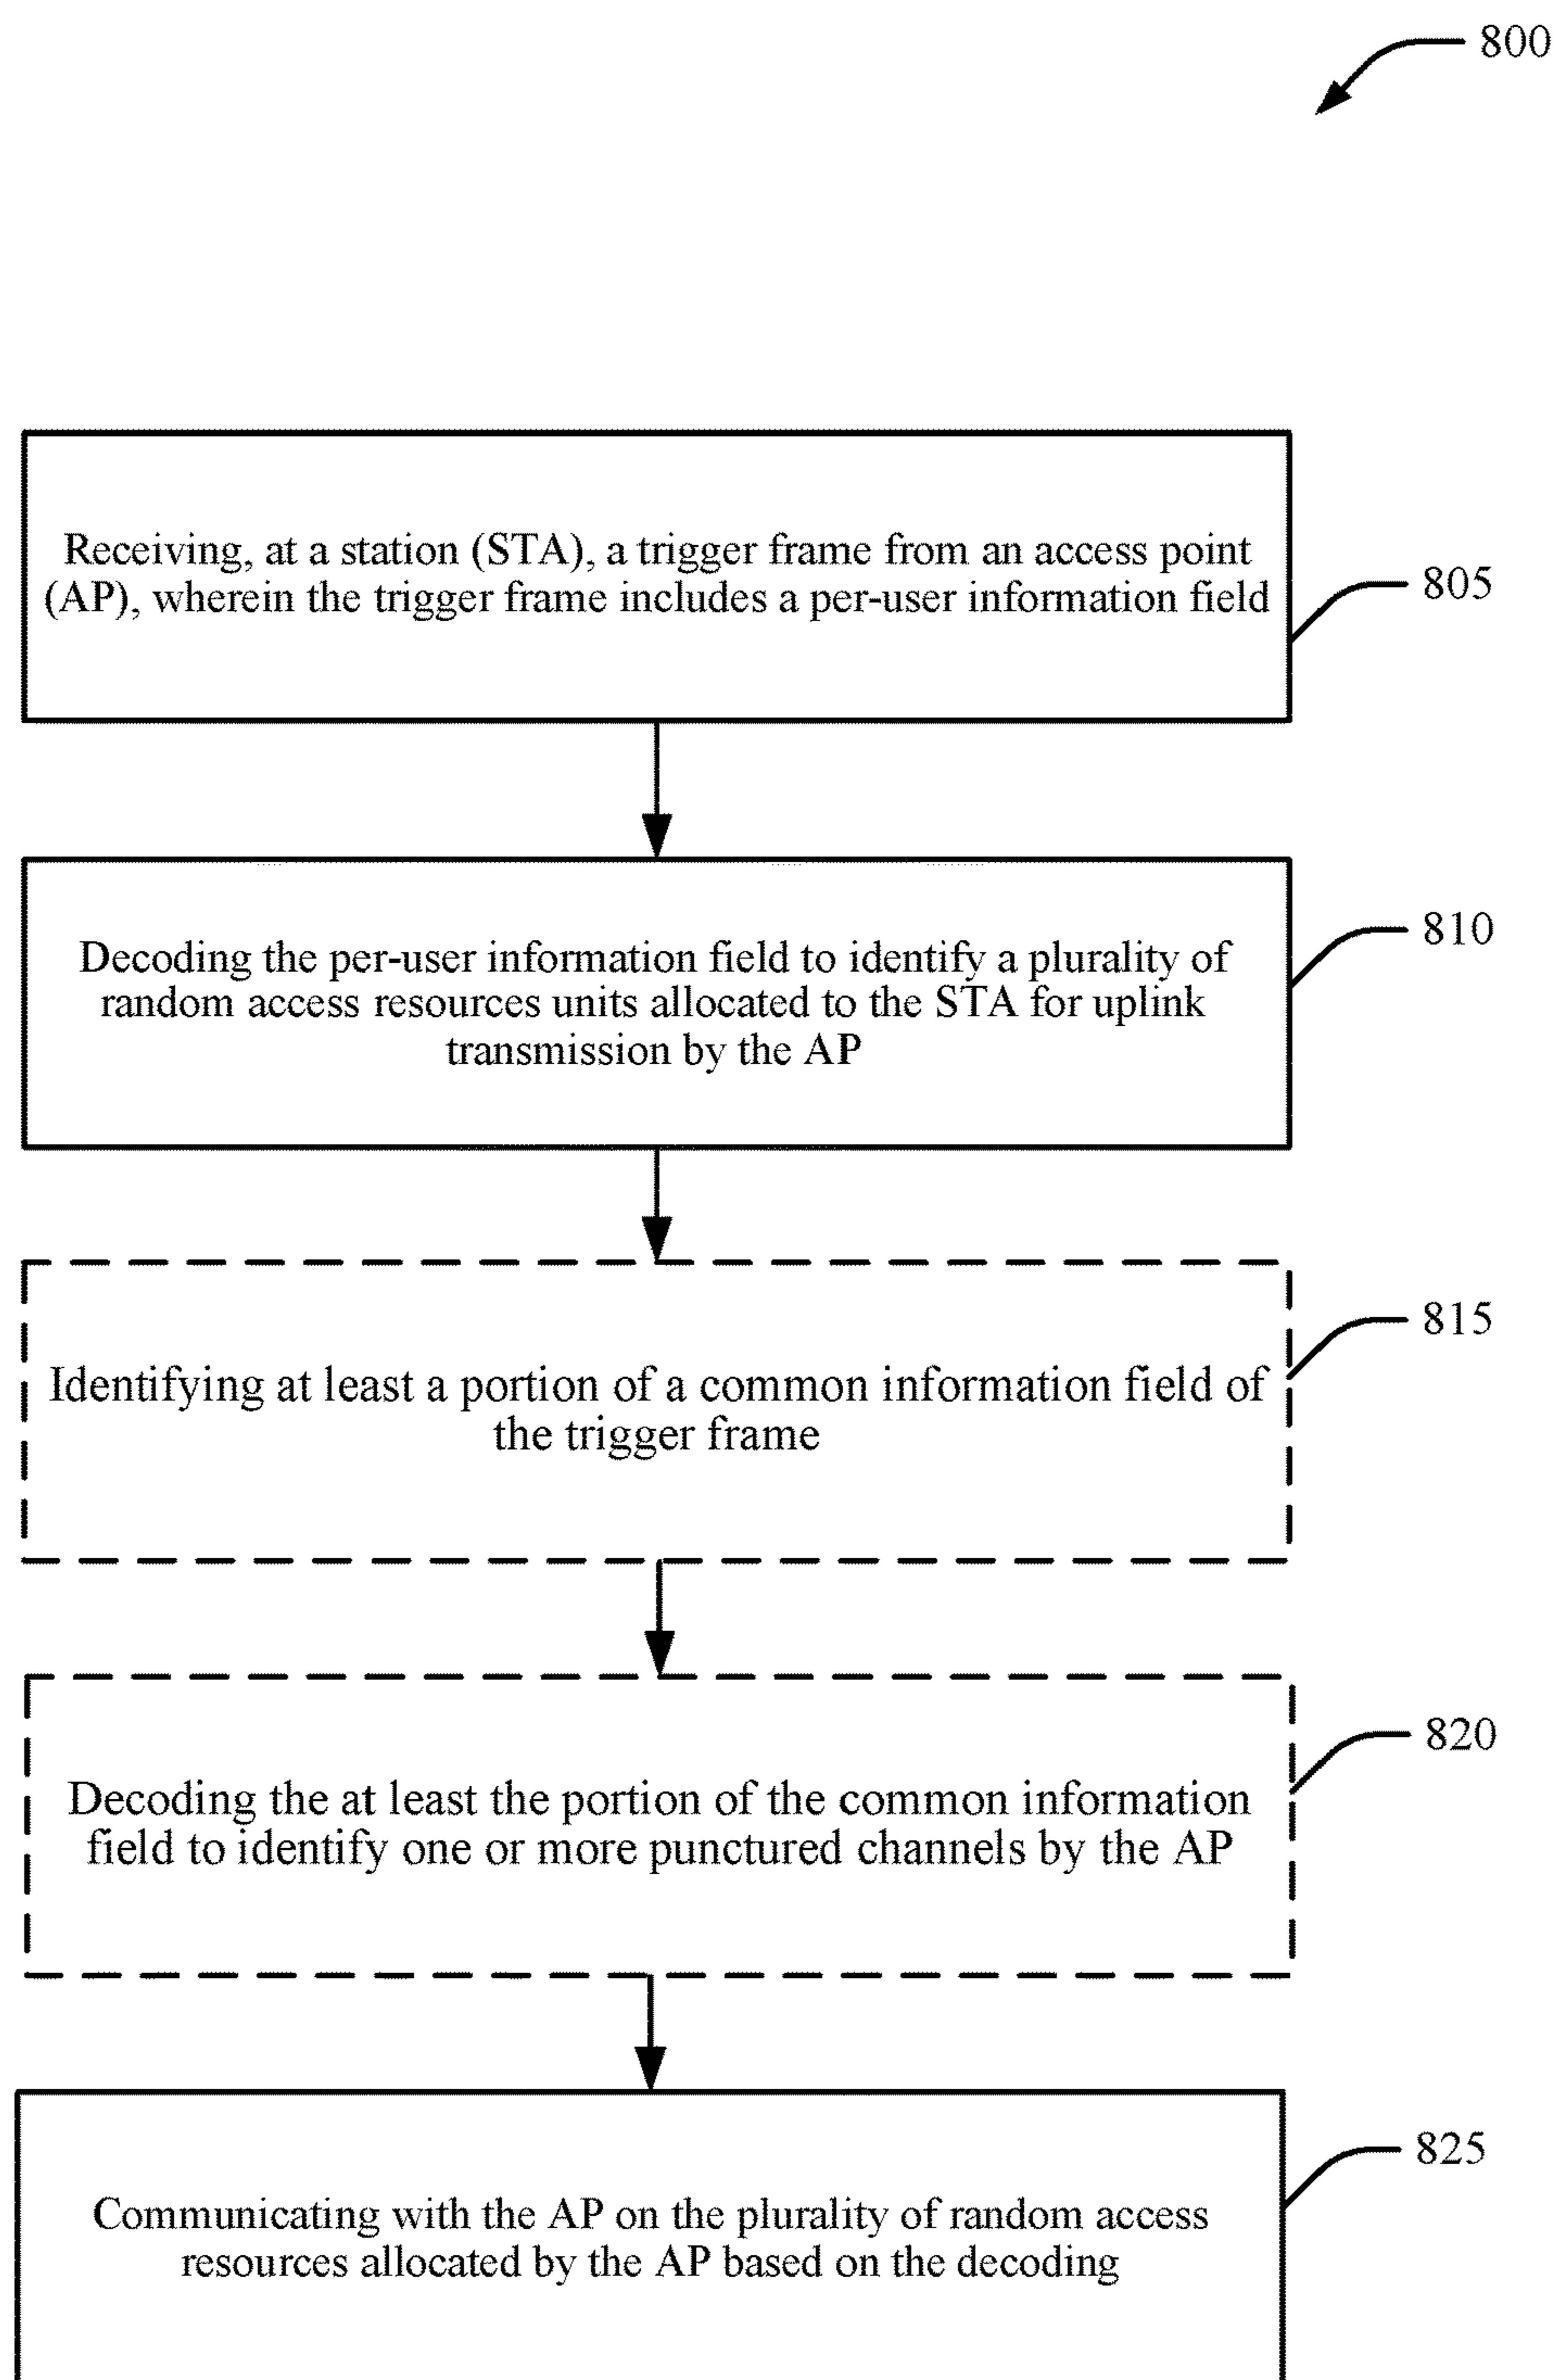 800
Receiving, at a station (STA), a trigger frame from an access point
(AP), wherein the trigger frame includes a per-user information field
805
Decoding the per-user information field to identify a plurality of
random access resources units allocated to the STA for uplink
transmission by the AP
810
Identifying at least a portion of a common information field of
the trigger frame
815
Decoding the at least the portion of the common information
field to identify one or more punctured channels by the AP
820
Communicating with the AP on the plurality of random access
resources allocated by the AP based on the decoding
825